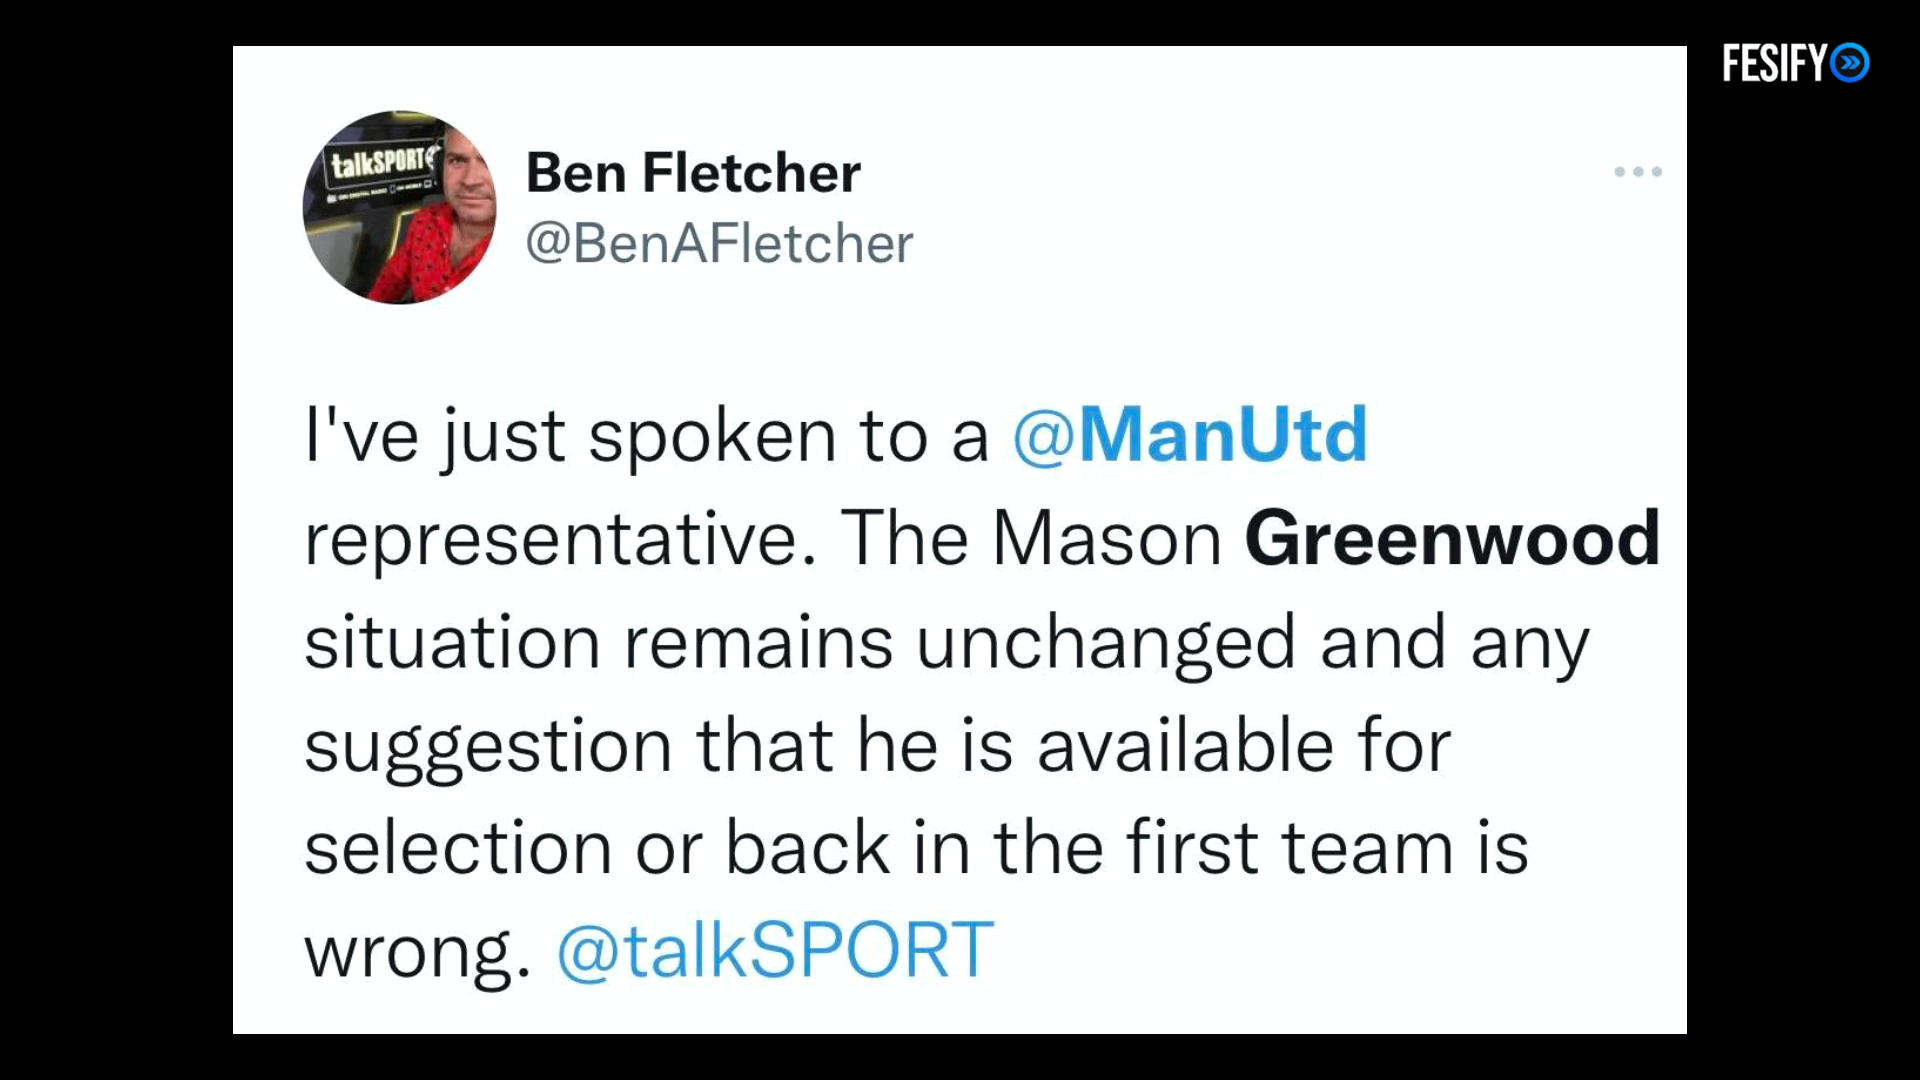 FESIFY
talkSPORT
Ben Fletcher
@BenAFletcher
I've just spoken to a @ManUtd
representative. The Mason Greenwood
situation remains unchanged and any
suggestion that he is available for
selection or back in the first team is
wrong. @talkSPORT